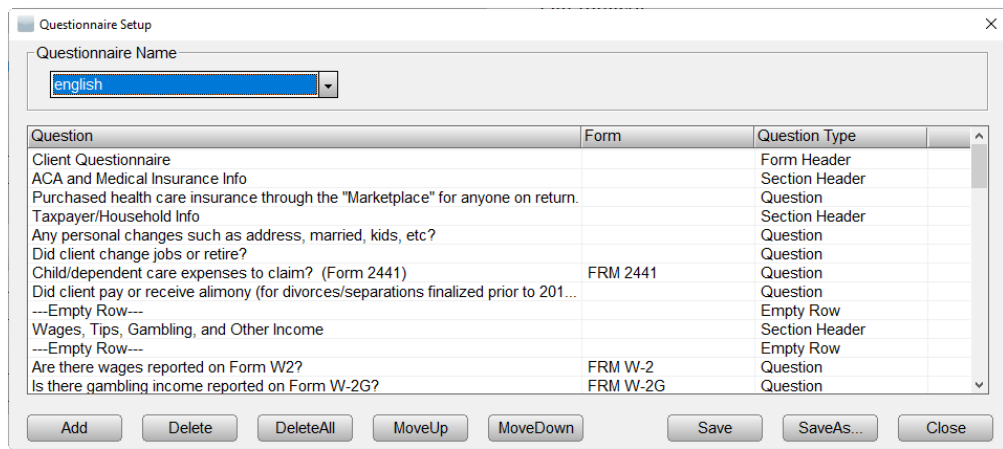 Questionnaire Setup
Questionnaire Name
english
Question Form Question Type
Client Questionnaire Form Header
ACA and Medical Insurance Info Section Header
Purchased health care insurance through the "Marketplace" for anyone on return. Question
Taxpayer/Household Info Section Header
Any personal changes such as address, married, kids, etc? Question
Did client change jobs or retire? Question
Child/dependent care expenses to claim? (Form 2441) FRM 2441 Question
Did client pay or receive alimony (for divorces/separations finalized prior to 201... Question
---Empty Row--- Empty Row
Wages, Tips, Gambling, and Other Income Section Header
---Empty Row--- Empty Row
Are there wages reported on Form W2? FRM W-2 Question
Is there gambling income reported on Form W-2G? FRM W-2G Question
Add Delete DeleteAll MoveUp MoveDown Save SaveAs... Close